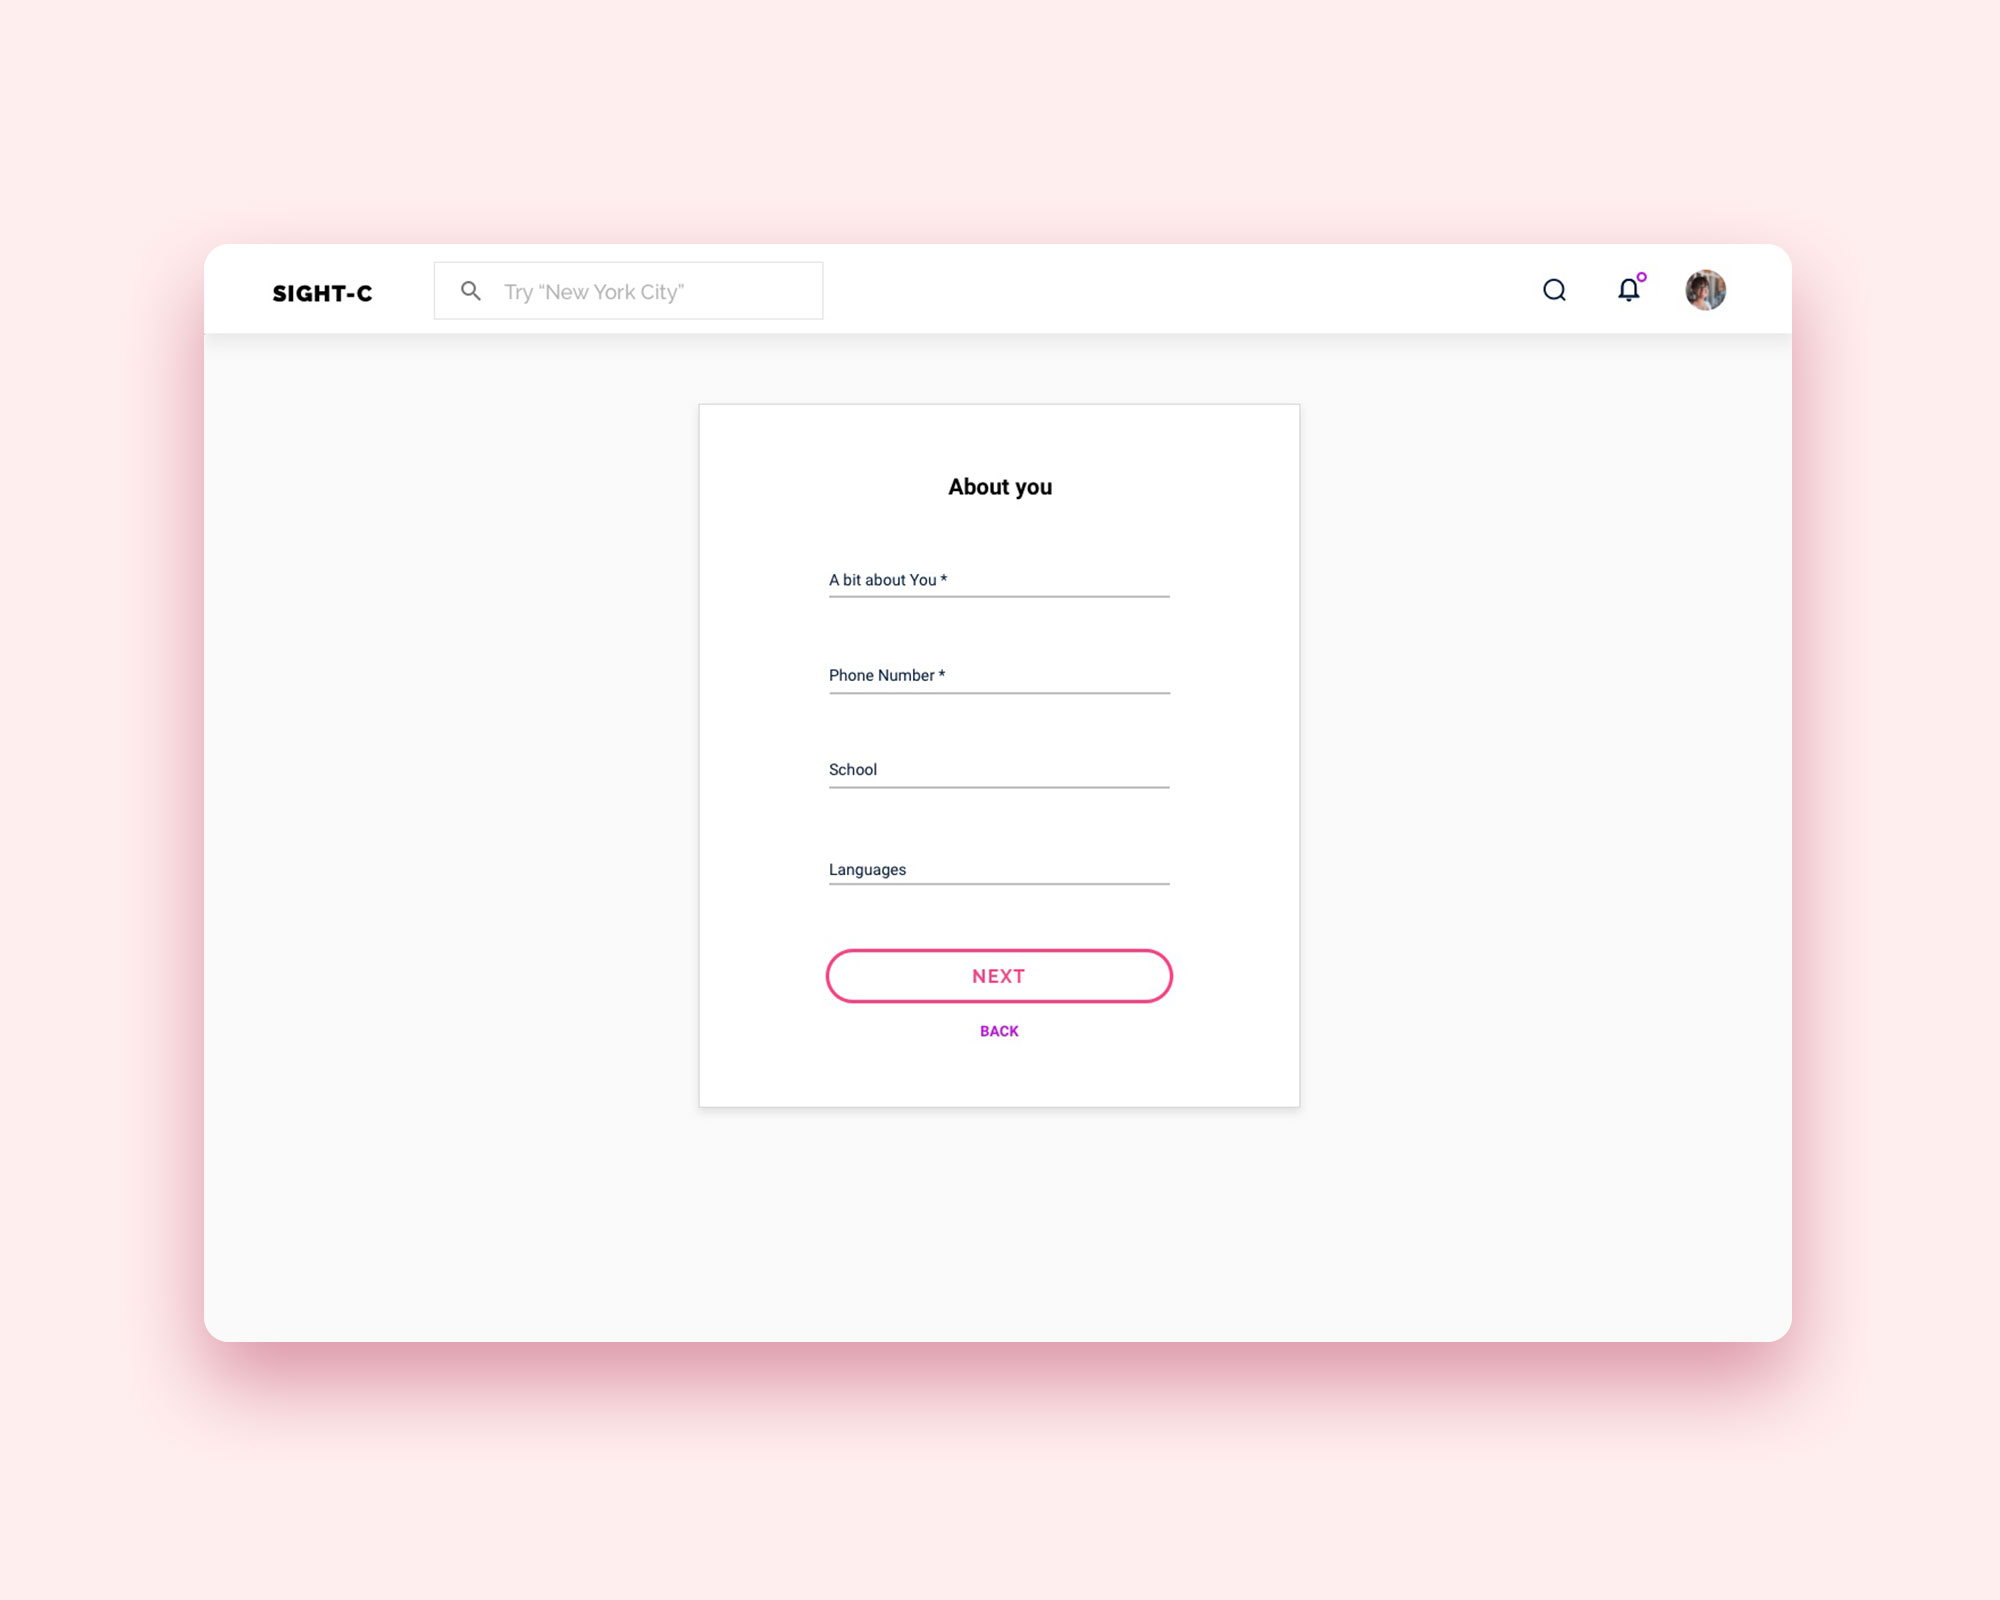 SIGHT-C
Try “New York City”
About you
A bit about You *
Phone Number *
School
Languages
NEXT
BACK